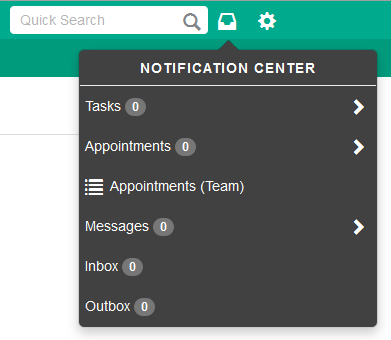 Quick Search
NOTIFICATION CENTER
Tasks 0
Appointments 0
Appointments (Team)
Messages 0
Inbox 0
Outbox 0